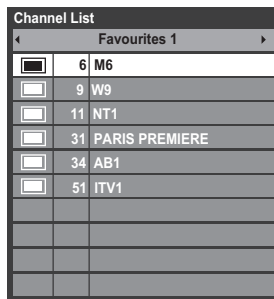 Channel List
Favourites 1
6 M6
9 W9
11 NT1
31 PARIS PREMIERE
34 AB1
51 ITV1